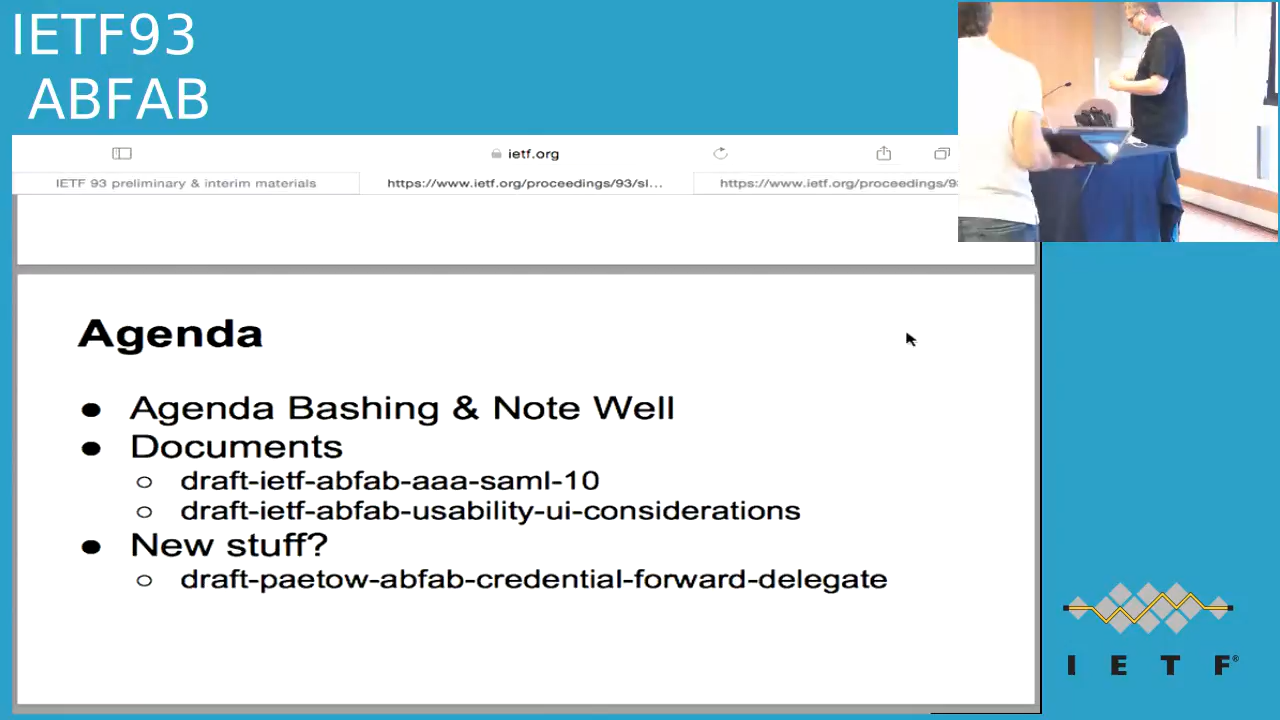 IETF93
ABFAB
ietf.org
IETF 93 preliminary & interim materials
https://www.ietf.org/proceedings/93/sl...
https://www.ietf.org/proceedings/93
Agenda
● Agenda Bashing & Note Well
● Documents
○ draft-ietf-abfab-aaa-saml-10
○ draft-ietf-abfab-usability-ui-considerations
● New stuff?
○ draft-paetow-abfab-credential-forward-delegate
I E T F®